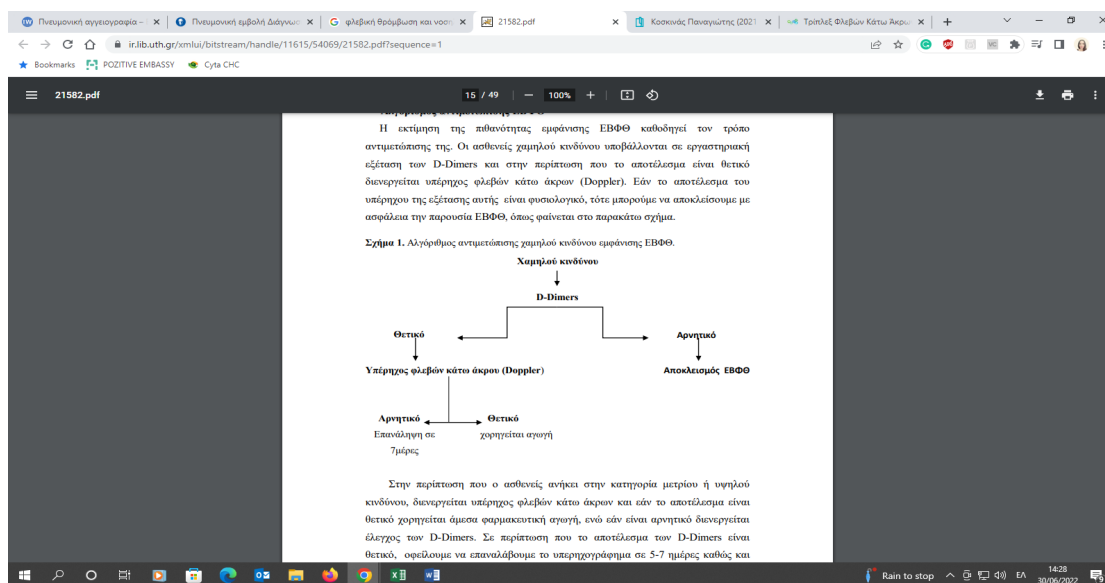 Πνευμονική αγγειογραφία –
Πνευμονική εμβολή Διάγνωσ
φλεβική θρόμβωση και νοση
21582.pdf
Κοσκινάς Παναγιώτης (2021
Τρίπλεξ Φλεβών Κάτω Άκρων
ir.lib.uth.gr/xmlui/bitstream/handle/11615/54069/21582.pdf?sequence=1
Bookmarks POZITIVE EMBASSY Cyta CHC
21582.pdf 15 / 49 — 100% +
Η εκτίμηση της πιθανότητας εμφάνισης ΕΒΦΘ καθοδηγεί τον τρόπο
αντιμετώπισης της. Οι ασθενείς χαμηλού κινδύνου υποβάλλονται σε εργαστηριακή
εξέταση των D-Dimers και στην περίπτωση που το αποτέλεσμα είναι θετικό
διενεργείται υπέρηχος φλεβών κάτω άκρων (Doppler). Εάν το αποτέλεσμα του
υπέρηχου της εξέτασης αυτής είναι φυσιολογικό, τότε μπορούμε να αποκλείσουμε με
ασφάλεια την παρουσία ΕΒΦΘ, όπως φαίνεται στο παρακάτω σχήμα.
Σχήμα 1. Αλγόριθμος αντιμετώπισης χαμηλού κινδύνου εμφάνισης ΕΒΦΘ.
Χαμηλού κινδύνου
D-Dimers
Θετικό Αρνητικό
Υπέρηχος φλεβών κάτω άκρου (Doppler) Αποκλεισμός ΕΒΦΘ
Αρνητικό Θετικό
Επανάληψη σε χορηγείται αγωγή
7μέρες
Στην περίπτωση που ο ασθενείς ανήκει στην κατηγορία μετρίου ή υψηλού
κινδύνου, διενεργείται υπέρηχος φλεβών κάτω άκρων και εάν το αποτέλεσμα είναι
θετικό χορηγείται άμεσα φαρμακευτική αγωγή, ενώ εάν είναι αρνητικό διενεργείται
έλεγχος των D-Dimers. Σε περίπτωση που το αποτέλεσμα των D-Dimers είναι
θετικό, οφείλουμε να επαναλάβουμε το υπερηχογράφημα σε 5-7 ημέρες καθώς και
Rain to stop ΕΛ 14:28
30/06/2022